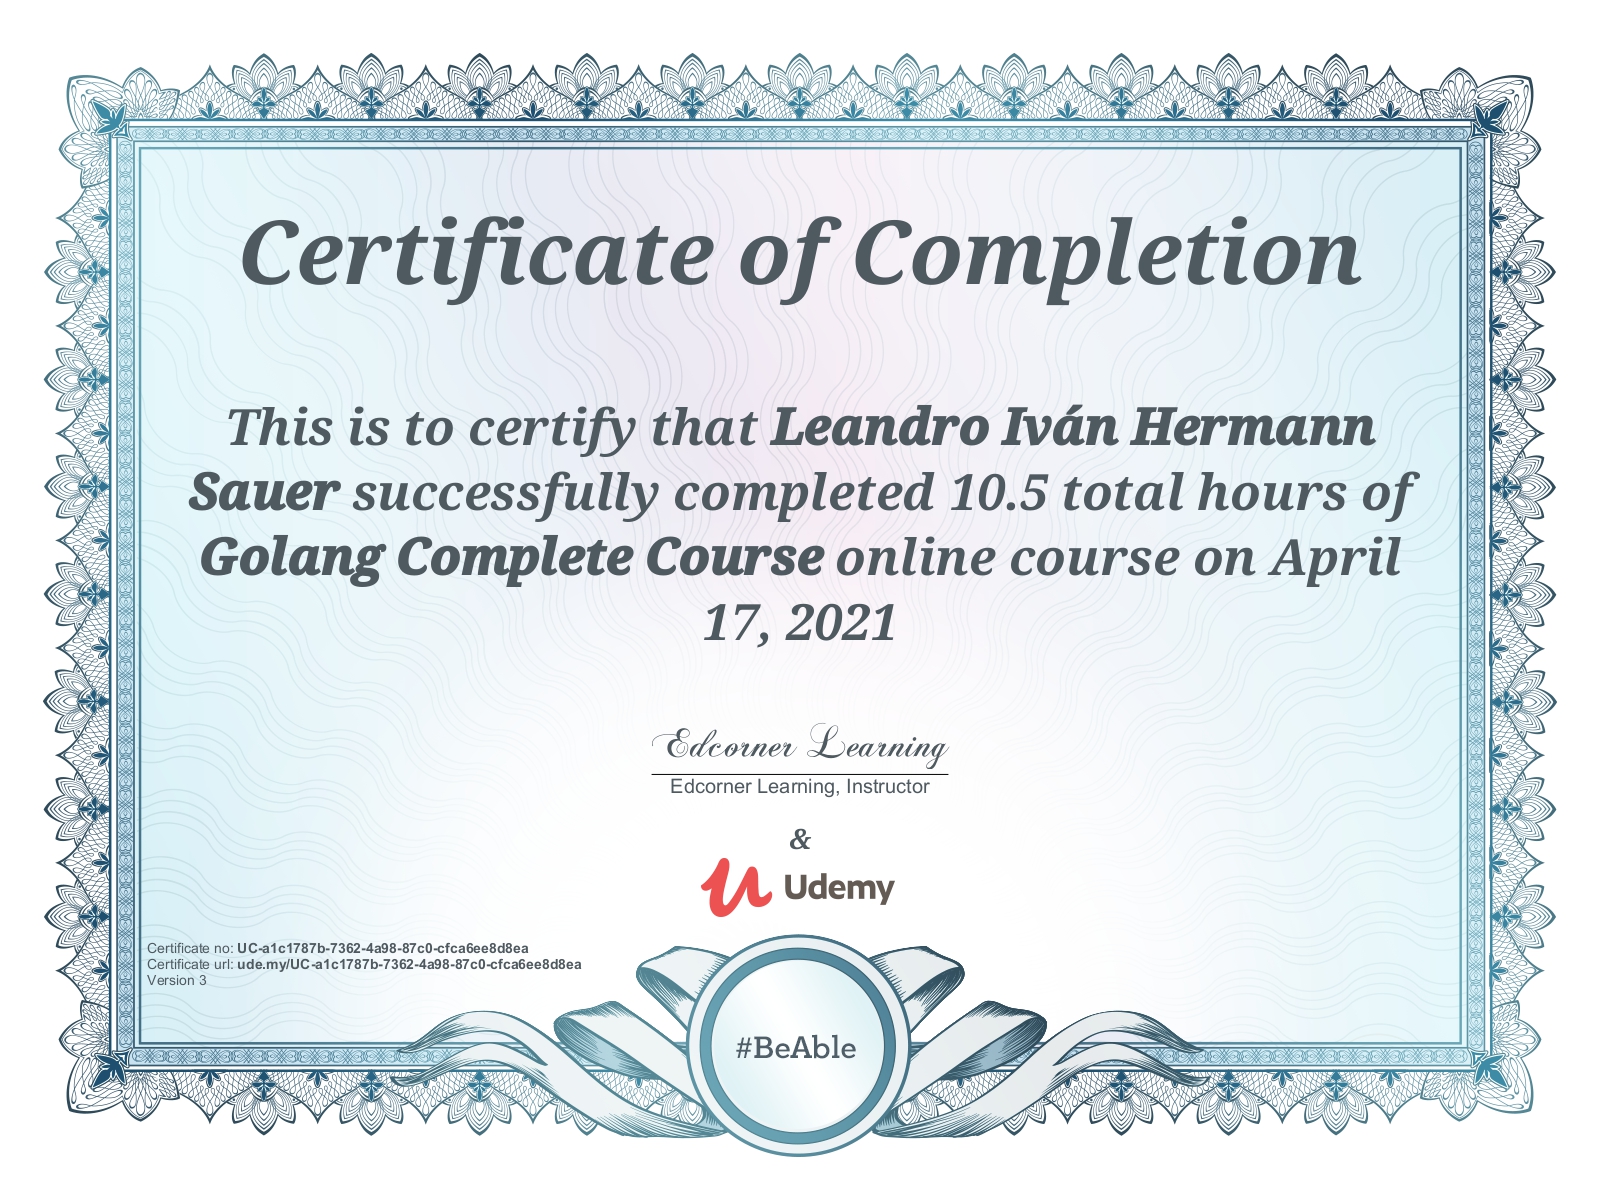 Certificate of Completion
This is to certify that Leandro Iván Hermann
Sauer successfully completed 10.5 total hours of
Golang Complete Course online course on April
17, 2021
Edcorner Learning
Edcorner Learning, Instructor
&
Udemy
Certificate no: UC-a1c1787b-7362-4a98-87c0-cfca6ee8d8ea
Certificate url: ude.my/UC-a1c1787b-7362-4a98-87c0-cfca6ee8d8ea
Version 3
#BeAble